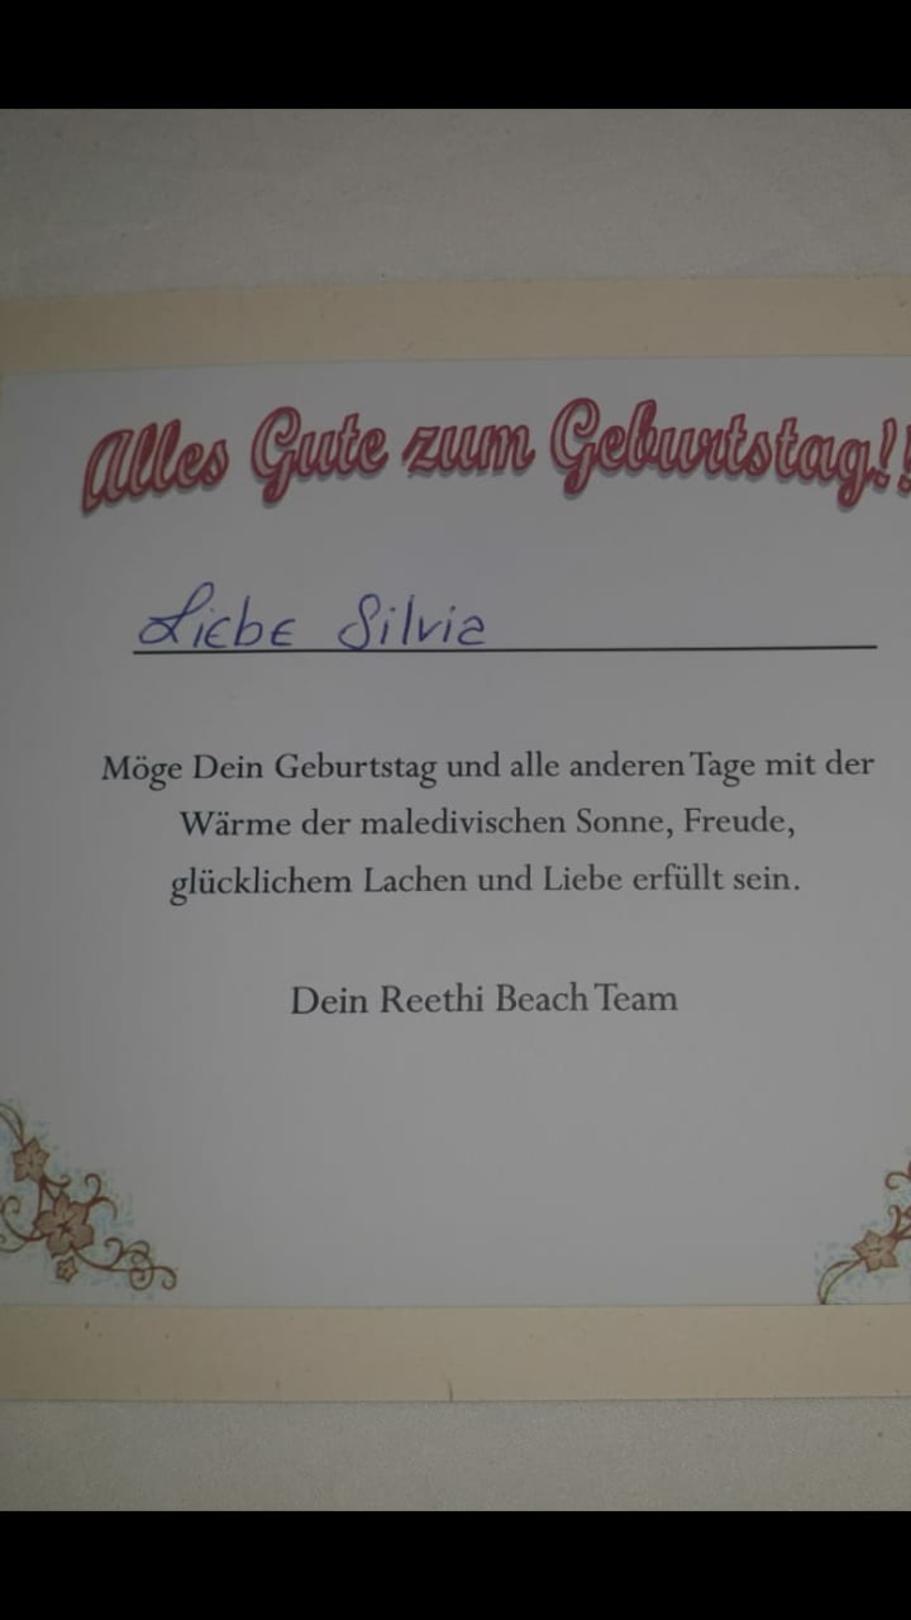 Alles Gute zum Geburtstag!!
Liebe Silvia
Möge Dein Geburtstag und alle anderen Tage mit der
Wärme der maledivischen Sonne, Freude,
glücklichem Lachen und Liebe erfüllt sein.
Dein Reethi Beach Team